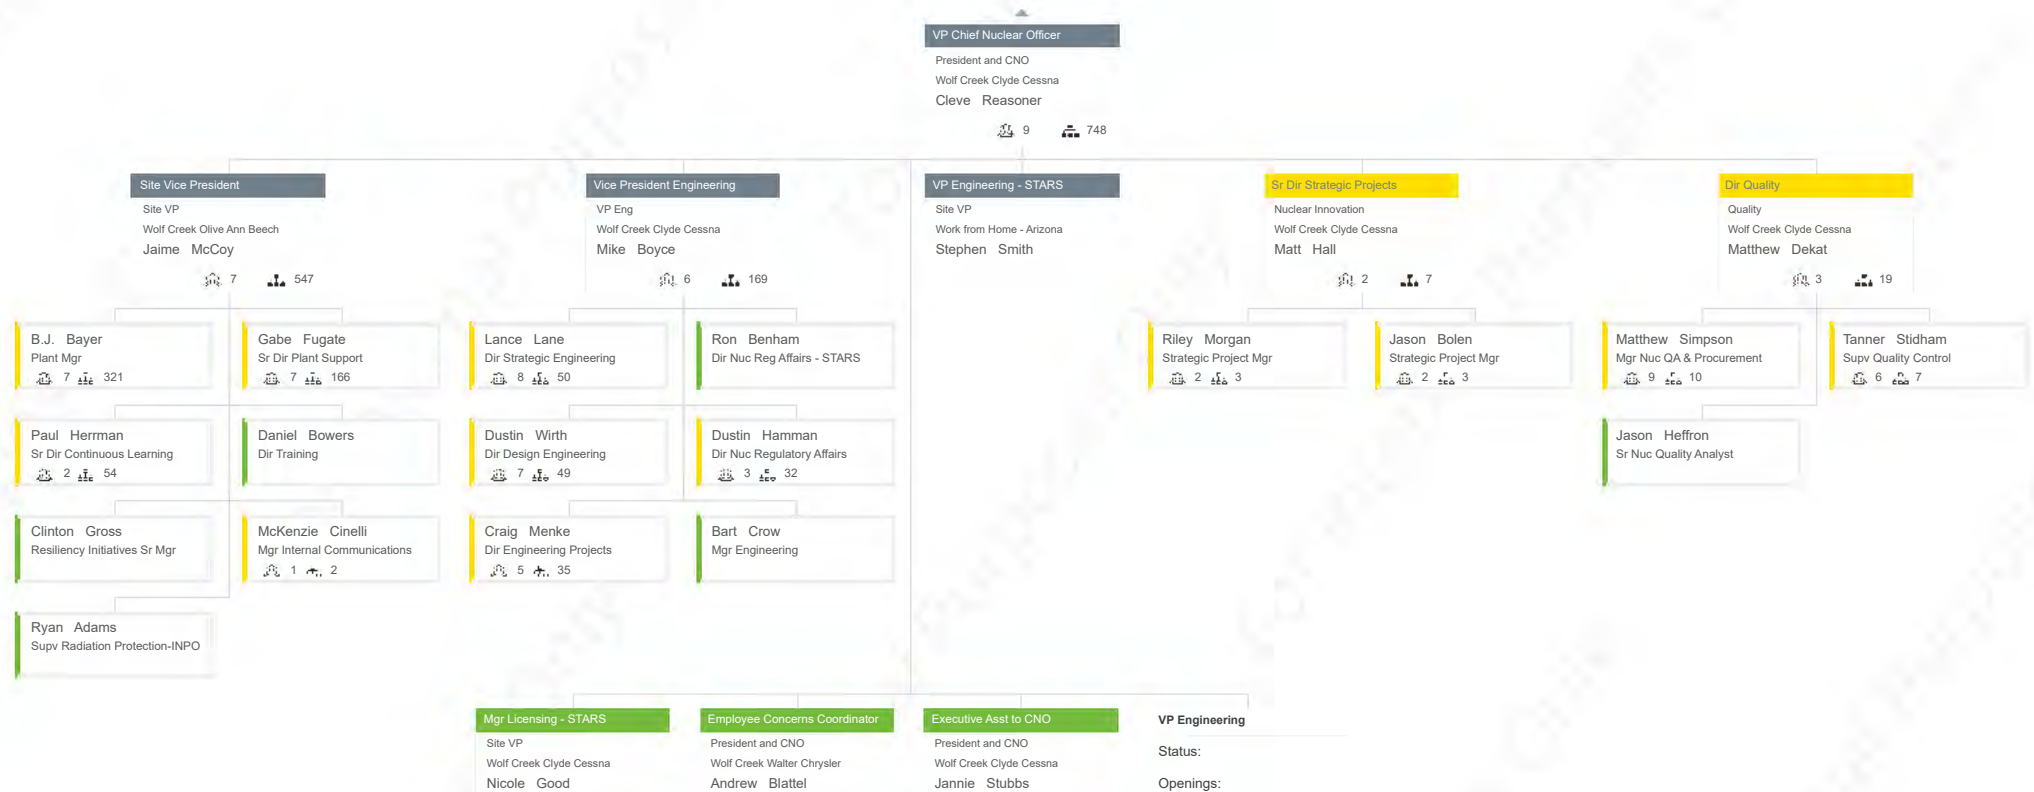 VP Chief Nuclear Officer
President and CNO
Wolf Creek Clyde Cessna
Cleve Reasoner
9 748
Site Vice President
Site VP
Wolf Creek Olive Ann Beech
Jaime McCoy
7 547
Vice President Engineering
VP Eng
Wolf Creek Clyde Cessna
Mike Boyce
6 169
VP Engineering - STARS
Site VP
Work from Home - Arizona
Stephen Smith
Sr Dir Strategic Projects
Nuclear Innovation
Wolf Creek Clyde Cessna
Matt Hall
2 7
Dir Quality
Quality
Wolf Creek Clyde Cessna
Matthew Dekat
3 19
B.J. Bayer
Plant Mgr
7 321
Gabe Fugate
Sr Dir Plant Support
7 166
Paul Herrman
Sr Dir Continuous Learning
2 54
Daniel Bowers
Dir Training
Clinton Gross
Resiliency Initiatives Sr Mgr
McKenzie Cinelli
Mgr Internal Communications
1 2
Ryan Adams
Supv Radiation Protection-INPO
Lance Lane
Dir Strategic Engineering
8 50
Ron Benham
Dir Nuc Reg Affairs - STARS
Dustin Wirth
Dir Design Engineering
7 49
Dustin Hamman
Dir Nuc Regulatory Affairs
3 32
Craig Menke
Dir Engineering Projects
5 35
Bart Crow
Mgr Engineering
Riley Morgan
Strategic Project Mgr
2 3
Jason Bolen
Strategic Project Mgr
2 3
Matthew Simpson
Mgr Nuc QA & Procurement
9 10
Tanner Stidham
Supv Quality Control
6 7
Jason Heffron
Sr Nuc Quality Analyst
Mgr Licensing - STARS
Site VP
Wolf Creek Clyde Cessna
Nicole Good
Employee Concerns Coordinator
President and CNO
Wolf Creek Walter Chrysler
Andrew Blattel
Executive Asst to CNO
President and CNO
Wolf Creek Clyde Cessna
Jannie Stubbs
VP Engineering
Status:
Openings: